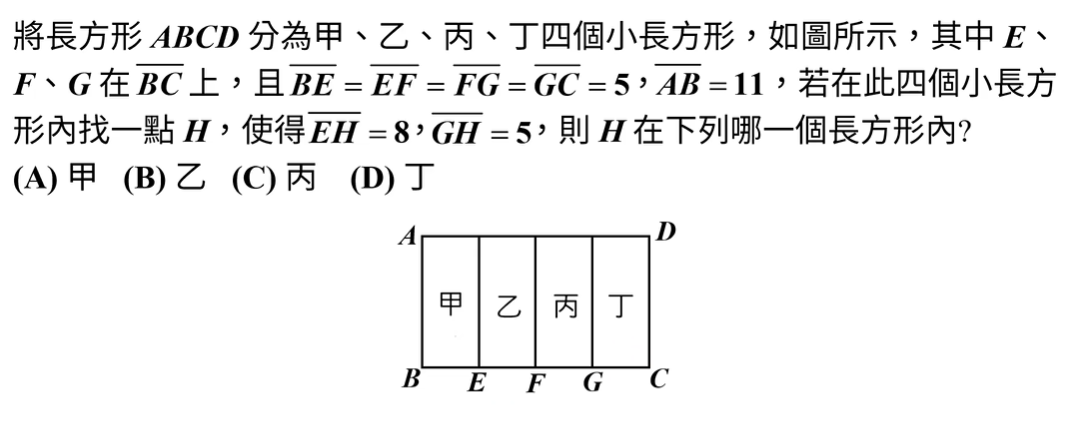 將長方形 ABCD 分為甲、乙、丙、丁四個小長方形，如圖所示，其中 E、
F、G 在 BC 上，且 BE = EF = FG = GC = 5，AB = 11，若在此四個小長方
形內找一點 H，使得 EH = 8，GH = 5，則 H 在下列哪一個長方形內?
(A) 甲 (B) 乙 (C) 丙 (D) 丁
A D
甲 乙 丙 丁
B E F G C